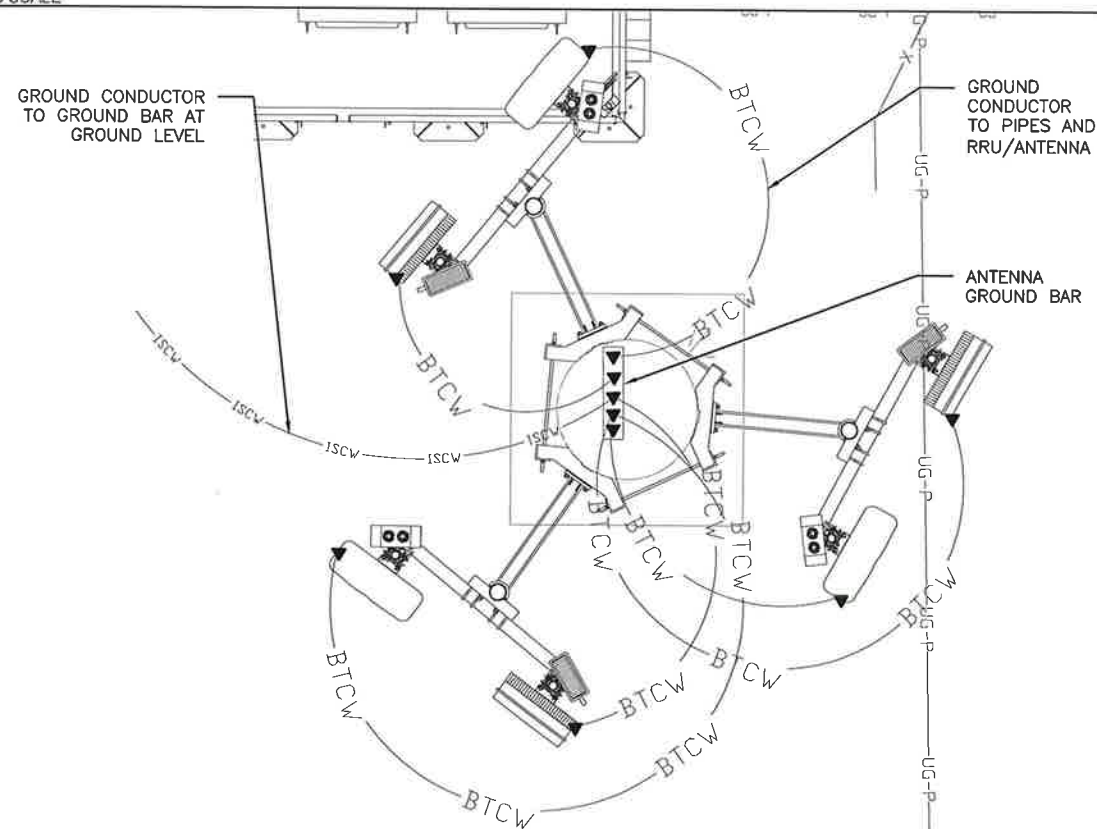 GROUND CONDUCTOR
TO GROUND BAR AT
GROUND LEVEL
GROUND
CONDUCTOR
TO PIPES AND
RRU/ANTENNA
ANTENNA
GROUND BAR
BTCW
BTCW
BTCW
ISCW
ISCW
ISCW
ISCW
ISCW
BTCW
BTCW
BTCW
BTCW
BTCW
BTCW
BTCW
BTCW
BTCW
BTCW
X
UG-P
UG-P
UG-P
UG-P
UG-P